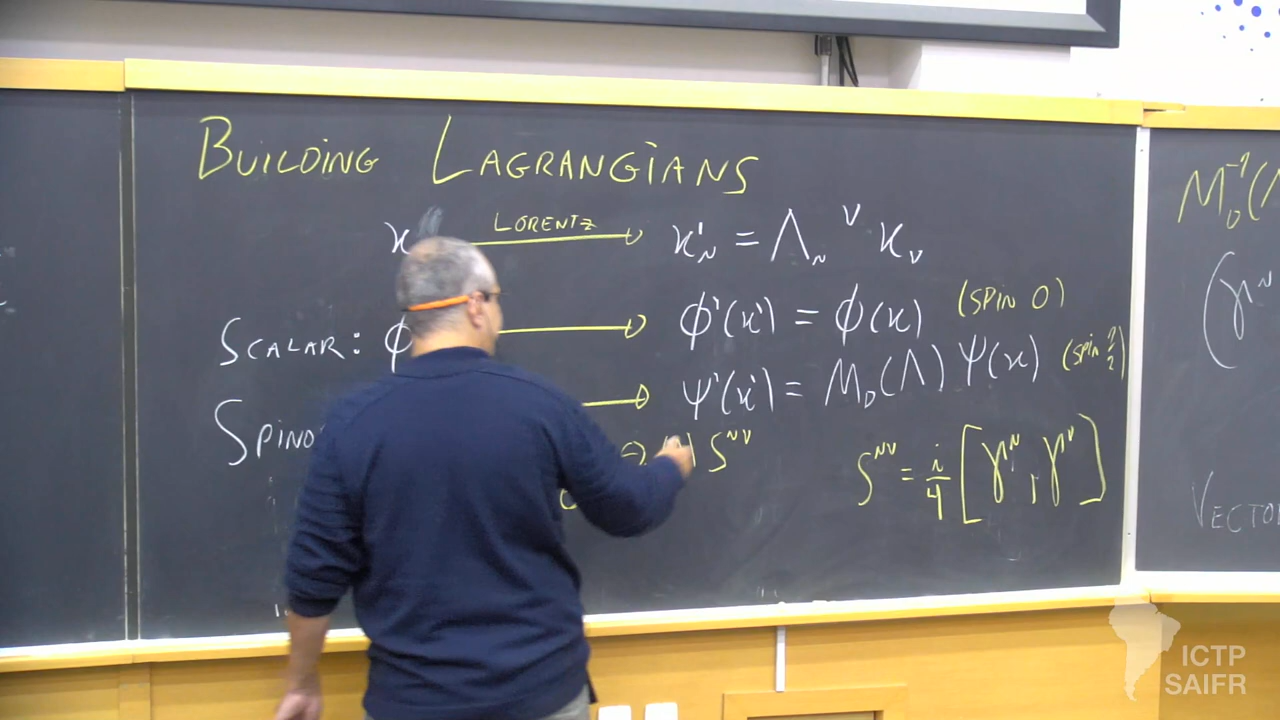 BUILDING LAGRANGIANS
x LORENTZ x'_μ = Λ_μ^ν x_ν
SCALAR: ϕ ϕ'(x') = ϕ(x) (SPIN 0)
SPINO ψ'(x') = M_D(Λ) ψ(x) (SPIN 1/2)
S^{μν} S^{μν} = i/4 [γ^μ, γ^ν]
M_D^{-1}(Λ
(γ^μ
VECTO
ICTP
SAIFR